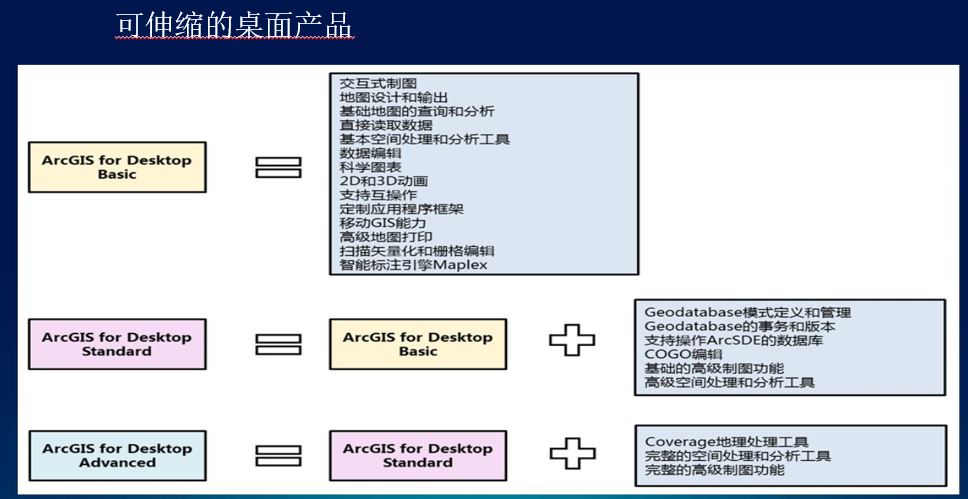 可伸缩的桌面产品
ArcGIS for Desktop
Basic
交互式制图
地图设计和输出
基础地图的查询和分析
直接读取数据
基本空间处理和分析工具
数据编辑
科学图表
2D和3D动画
支持互操作
定制应用程序框架
移动GIS能力
高级地图打印
扫描矢量化和栅格编辑
智能标注引擎Maplex
ArcGIS for Desktop
Standard
ArcGIS for Desktop
Basic
Geodatabase模式定义和管理
Geodatabase的事务和版本
支持操作ArcSDE的数据库
COGO编辑
基础的高级制图功能
高级空间处理和分析工具
ArcGIS for Desktop
Advanced
ArcGIS for Desktop
Standard
Coverage地理处理工具
完整的空间处理和分析工具
完整的高级制图功能